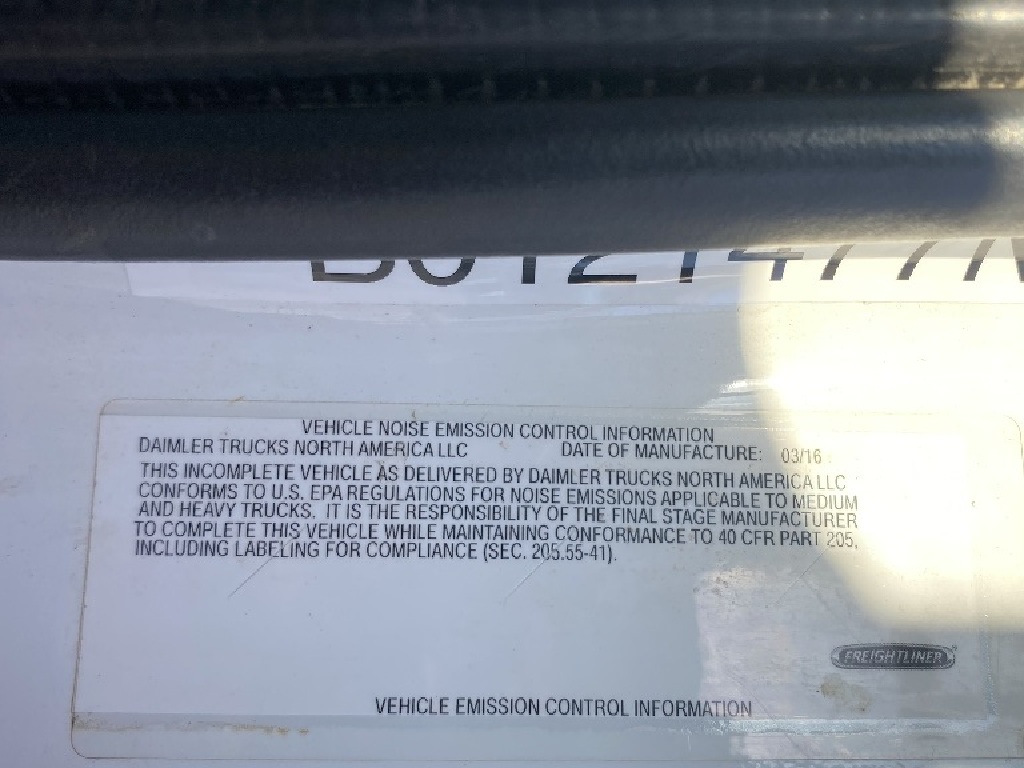 VEHICLE NOISE EMISSION CONTROL INFORMATION
DAIMLER TRUCKS NORTH AMERICA LLC DATE OF MANUFACTURE: 03/16
THIS INCOMPLETE VEHICLE AS DELIVERED BY DAIMLER TRUCKS NORTH AMERICA LLC
CONFORMS TO U.S. EPA REGULATIONS FOR NOISE EMISSIONS APPLICABLE TO MEDIUM
AND HEAVY TRUCKS. IT IS THE RESPONSIBILITY OF THE FINAL STAGE MANUFACTURER
TO COMPLETE THIS VEHICLE WHILE MAINTAINING CONFORMANCE TO 40 CFR PART 205,
INCLUDING LABELING FOR COMPLIANCE (SEC. 205.55-41).
FREIGHTLINER
VEHICLE EMISSION CONTROL INFORMATION